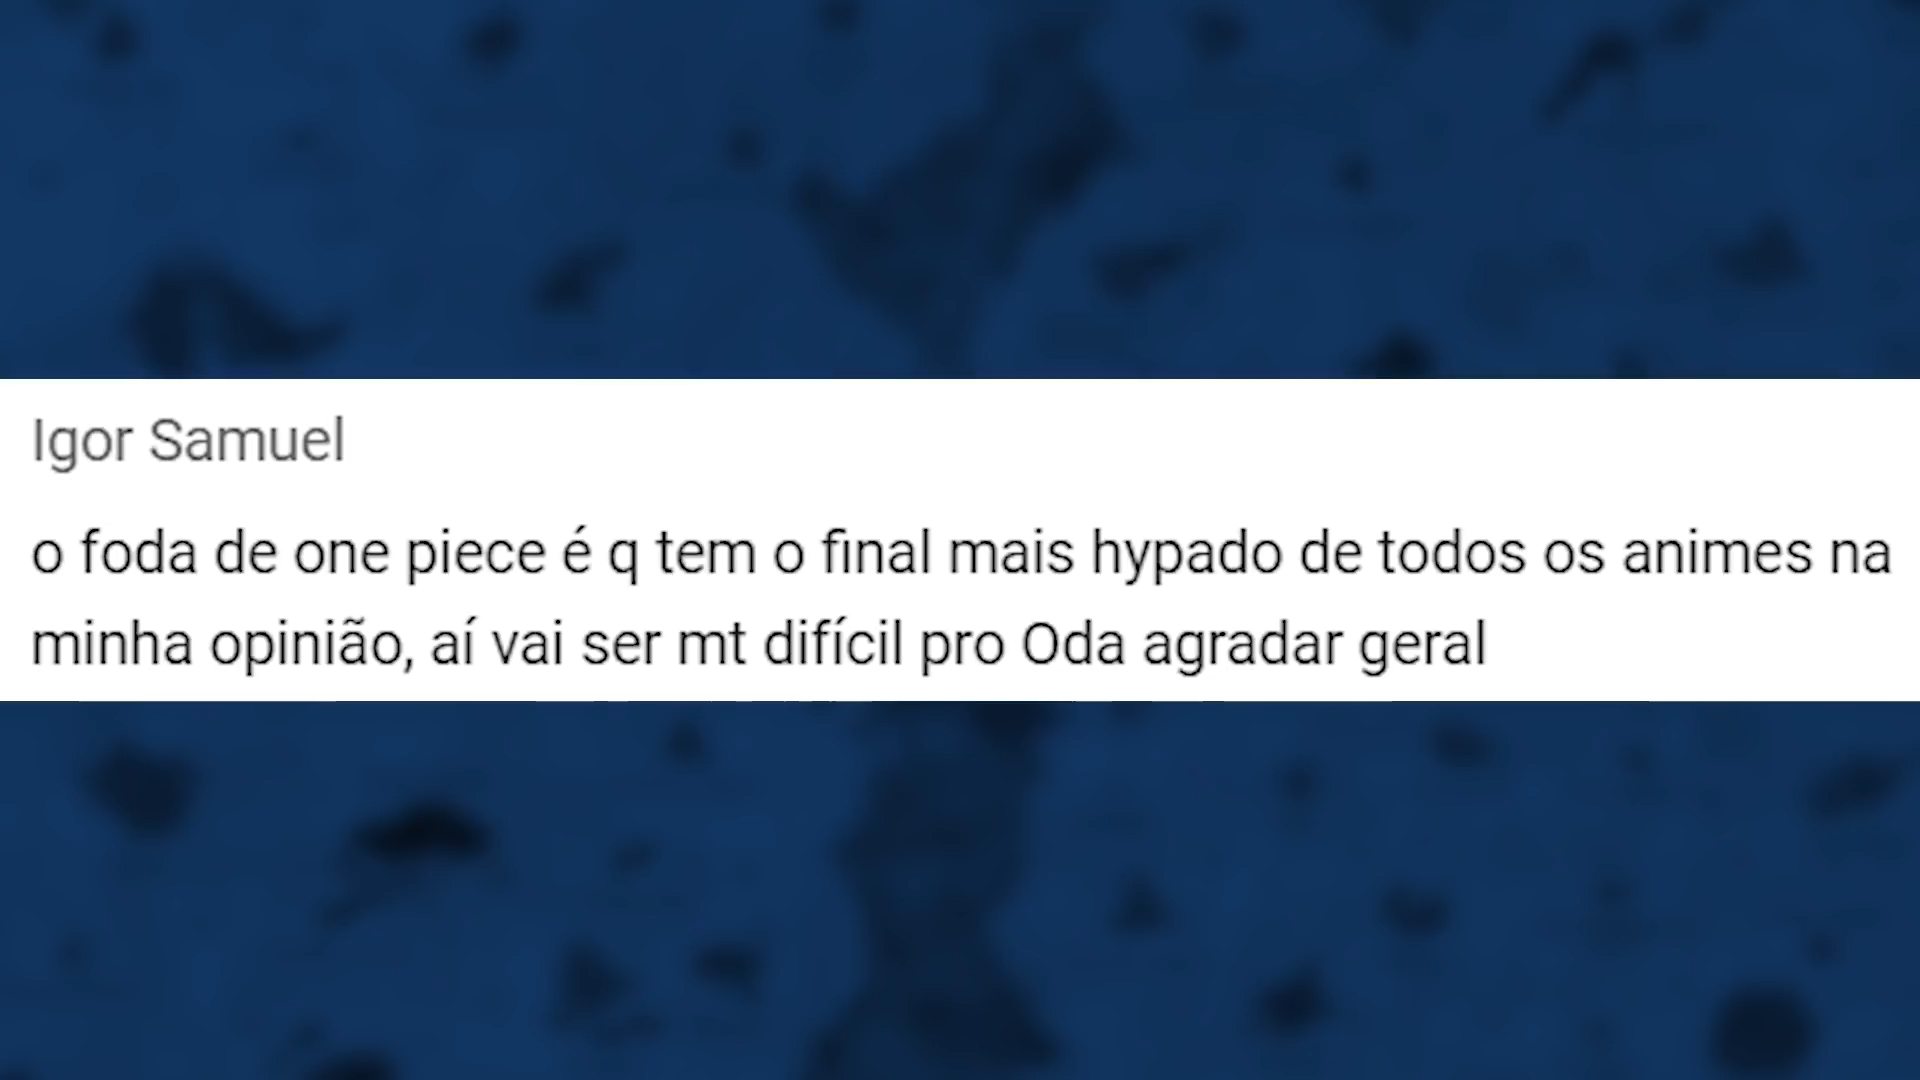 Igor Samuel
o foda de one piece é q tem o final mais hypado de todos os animes na
minha opinião, aí vai ser mt difícil pro Oda agradar geral